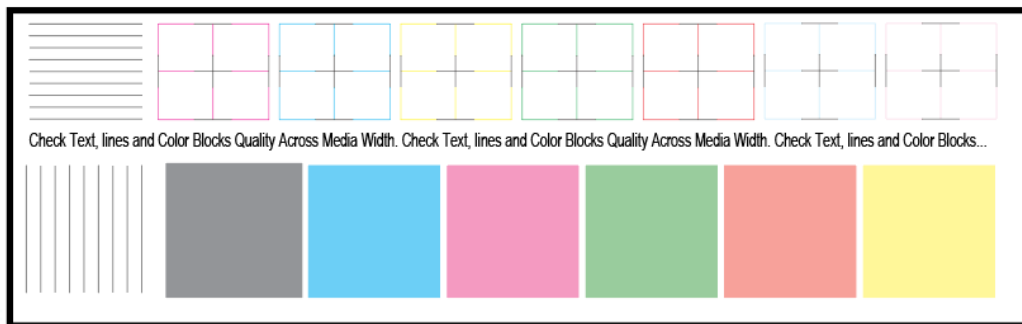 Check Text, lines and Color Blocks Quality Across Media Width. Check Text, lines and Color Blocks Quality Across Media Width. Check Text, lines and Color Blocks...